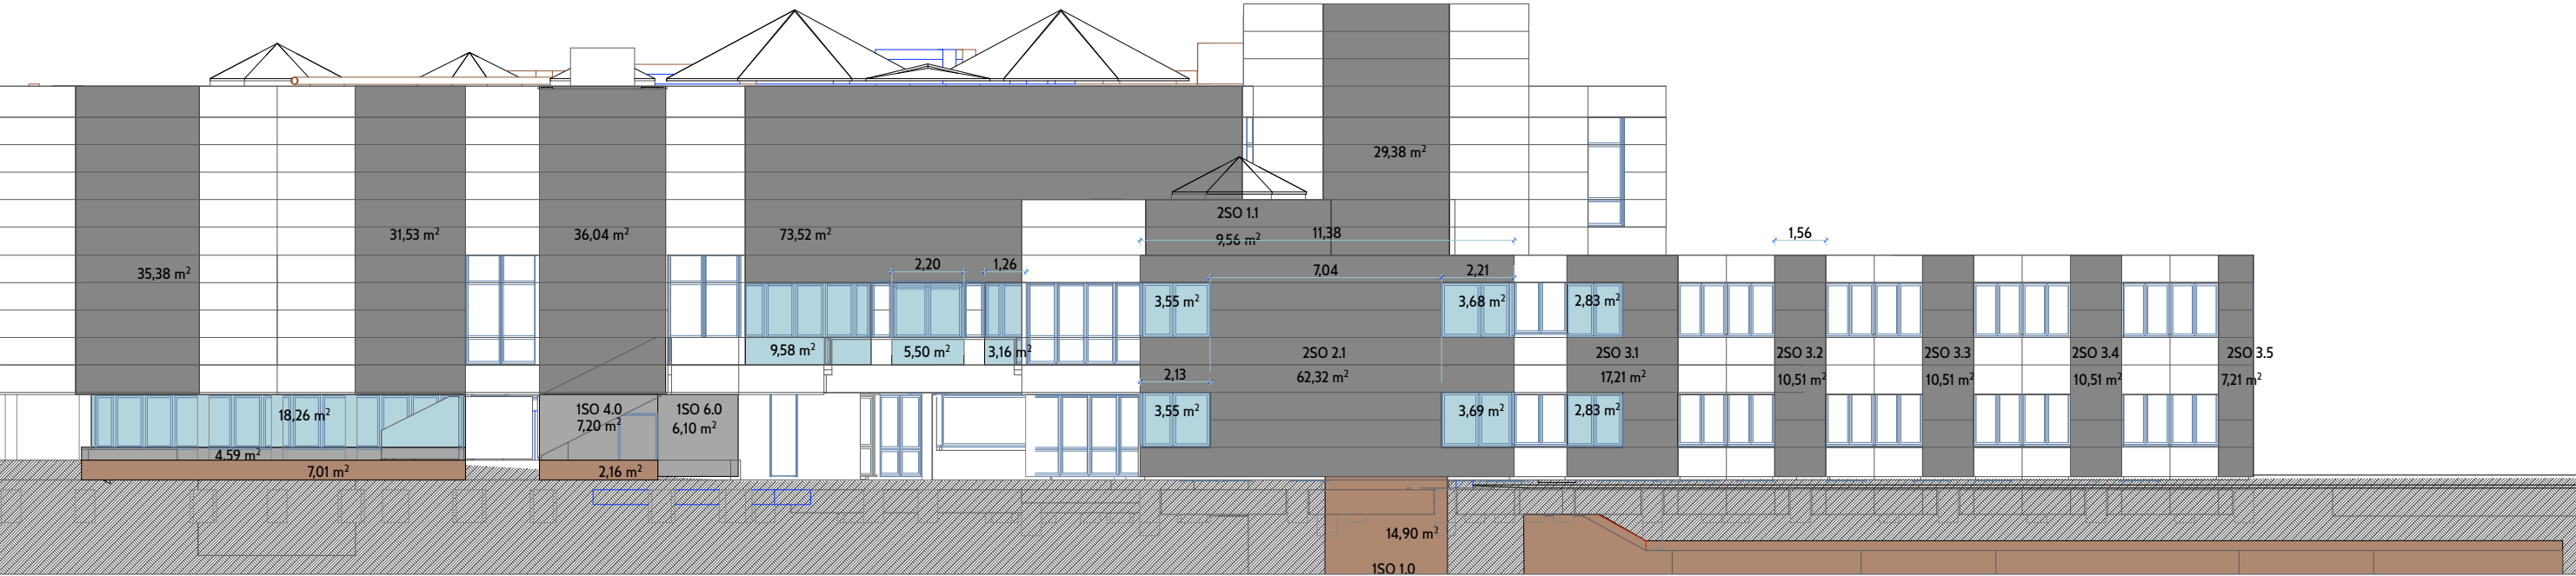 29,38 m²
2SO 1.1
9,56 m²
11,38
1,56
31,53 m²
36,04 m²
73,52 m²
35,38 m²
2,20
1,26
7,04
2,21
3,55 m²
3,68 m²
2,83 m²
9,58 m²
5,50 m²
3,16 m²
2SO 2.1
62,32 m²
2SO 3.1
17,21 m²
2SO 3.2
10,51 m²
2SO 3.3
10,51 m²
2SO 3.4
10,51 m²
2SO 3.5
7,21 m²
2,13
3,55 m²
3,69 m²
2,83 m²
18,26 m²
1SO 4.0
7,20 m²
1SO 6.0
6,10 m²
4,59 m²
7,01 m²
2,16 m²
14,90 m²
1SO 1.0